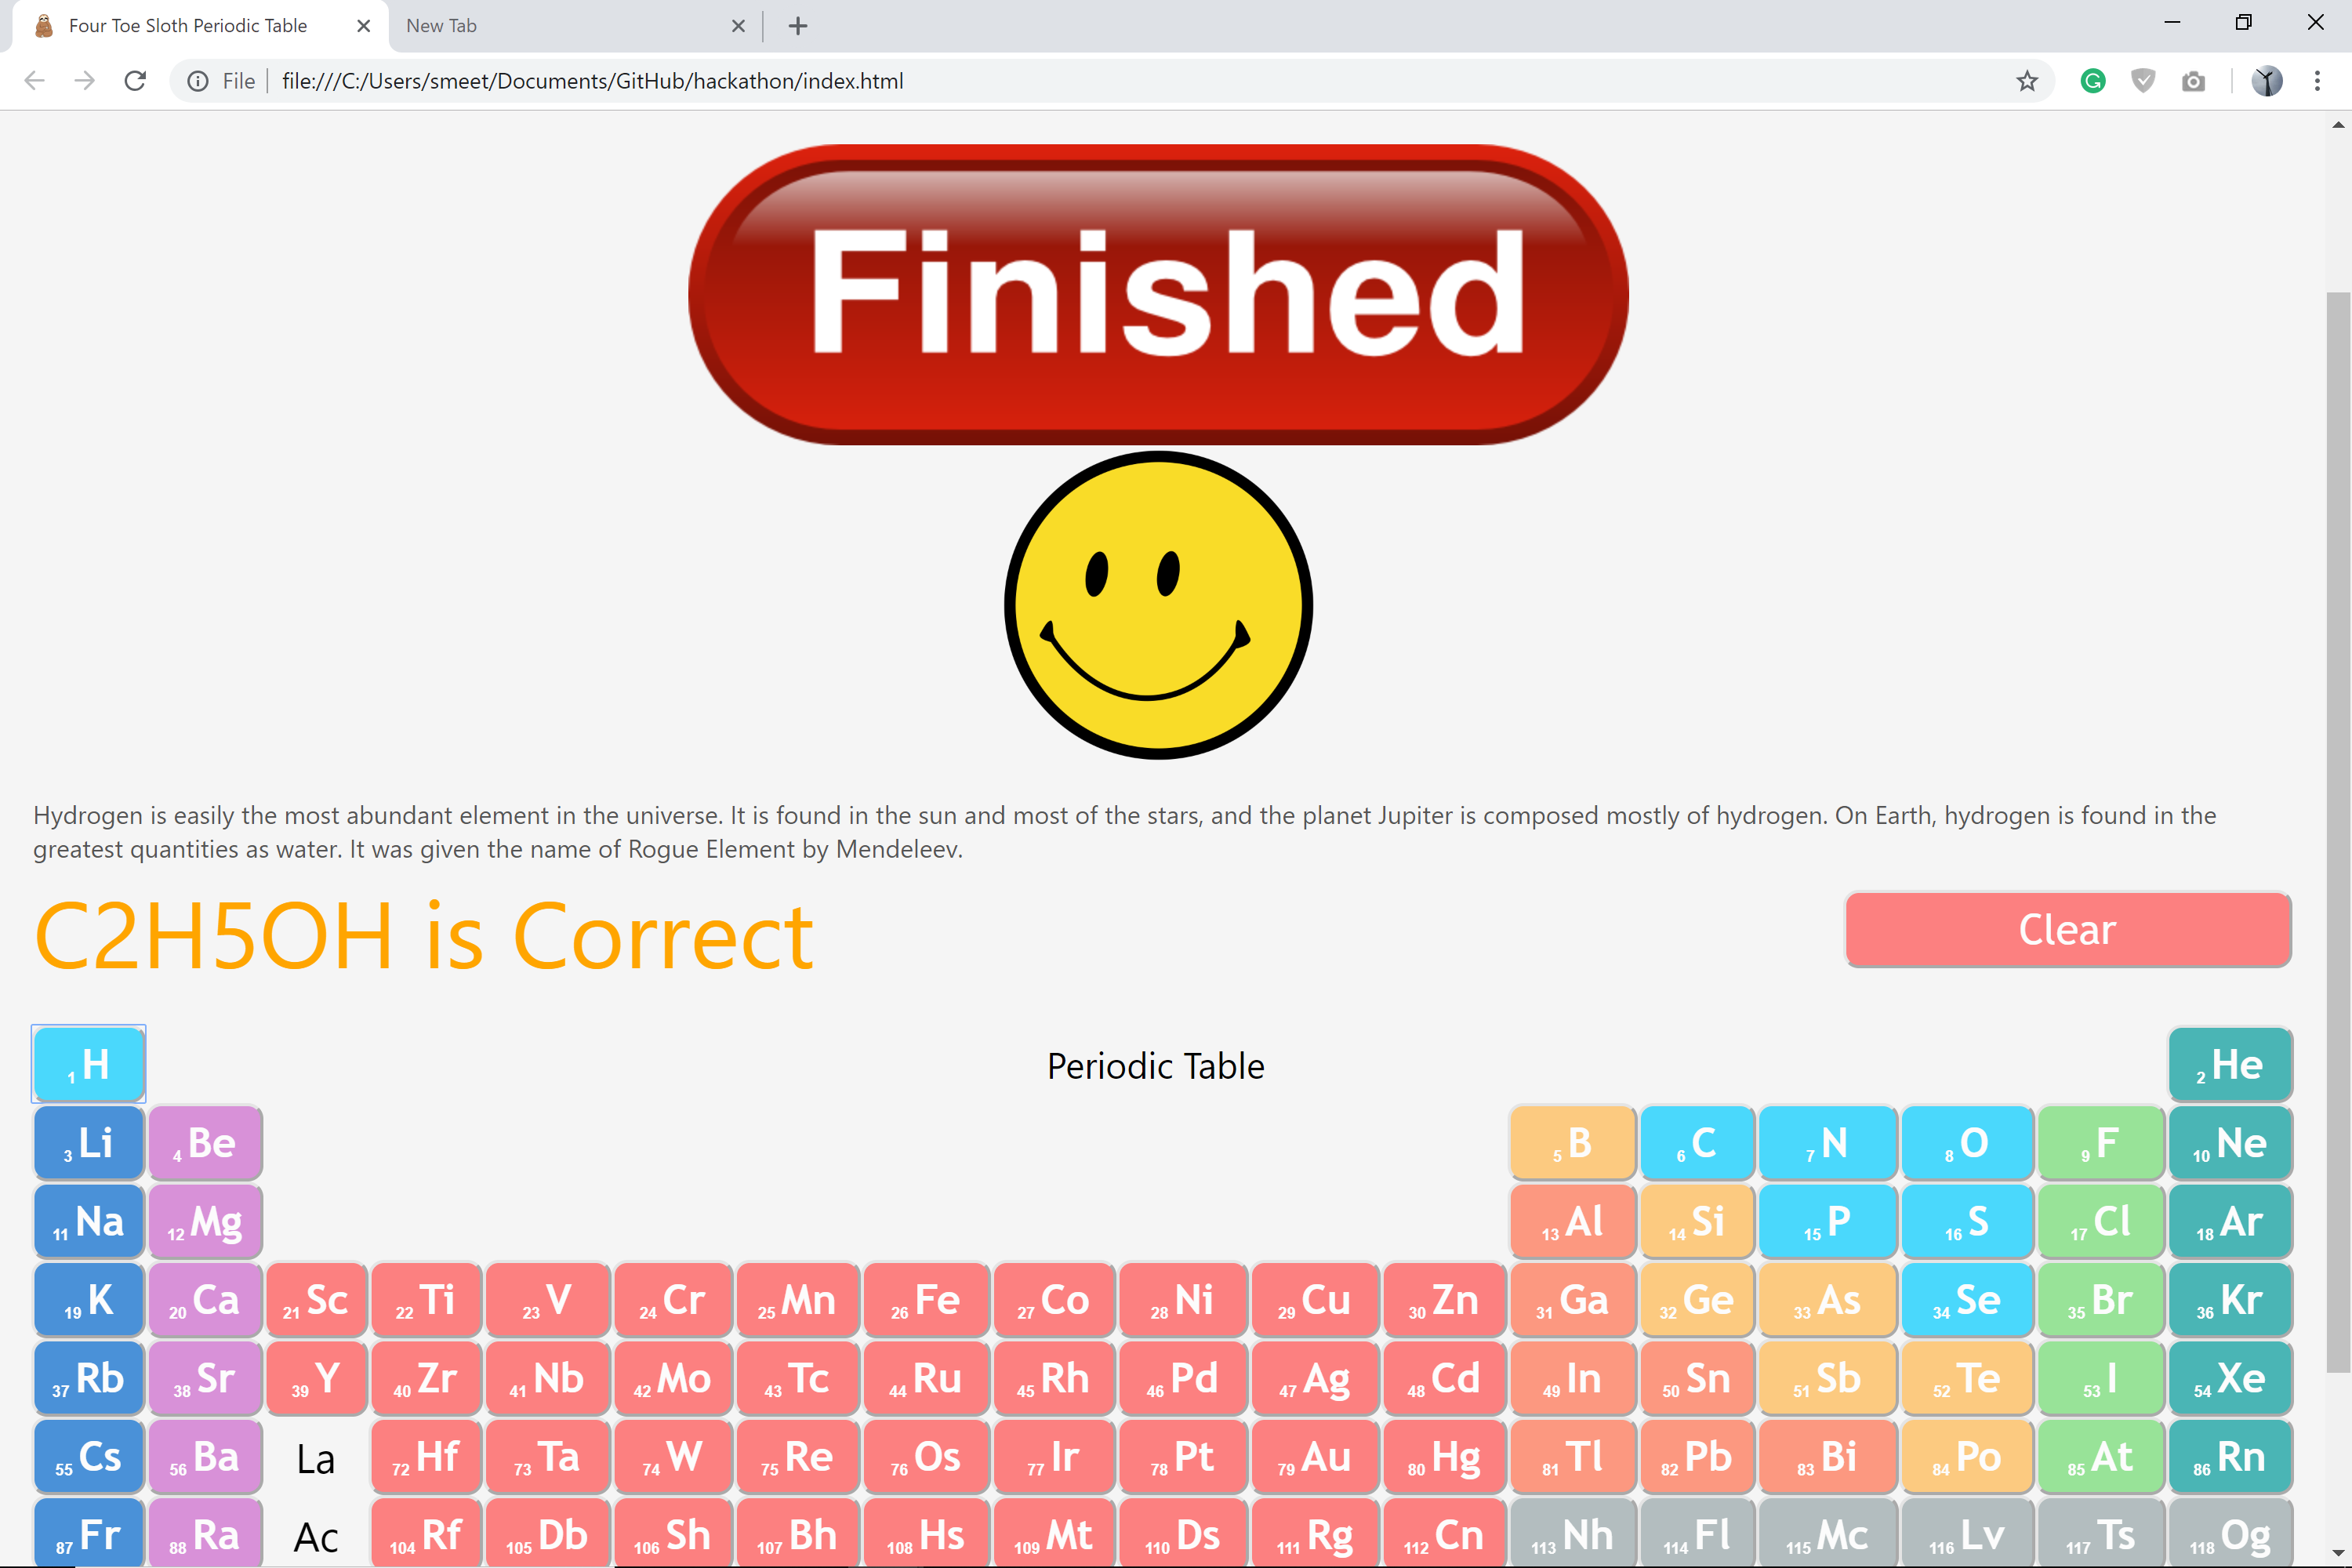 Four Toe Sloth Periodic Table
New Tab
File
file:///C:/Users/smeet/Documents/GitHub/hackathon/index.html
Finished
Hydrogen is easily the most abundant element in the universe. It is found in the sun and most of the stars, and the planet Jupiter is composed mostly of hydrogen. On Earth, hydrogen is found in the
greatest quantities as water. It was given the name of Rogue Element by Mendeleev.
C2H5OH is Correct
Clear
1 H Periodic Table 2 He
3 Li 4 Be 5 B 6 C 7 N 8 O 9 F 10 Ne
11 Na 12 Mg 13 Al 14 Si 15 P 16 S 17 Cl 18 Ar
19 K 20 Ca 21 Sc 22 Ti 23 V 24 Cr 25 Mn 26 Fe 27 Co 28 Ni 29 Cu 30 Zn 31 Ga 32 Ge 33 As 34 Se 35 Br 36 Kr
37 Rb 38 Sr 39 Y 40 Zr 41 Nb 42 Mo 43 Tc 44 Ru 45 Rh 46 Pd 47 Ag 48 Cd 49 In 50 Sn 51 Sb 52 Te 53 I 54 Xe
55 Cs 56 Ba La 72 Hf 73 Ta 74 W 75 Re 76 Os 77 Ir 78 Pt 79 Au 80 Hg 81 Tl 82 Pb 83 Bi 84 Po 85 At 86 Rn
87 Fr 88 Ra Ac 104 Rf 105 Db 106 Sh 107 Bh 108 Hs 109 Mt 110 Ds 111 Rg 112 Cn 113 Nh 114 Fl 115 Mc 116 Lv 117 Ts 118 Og